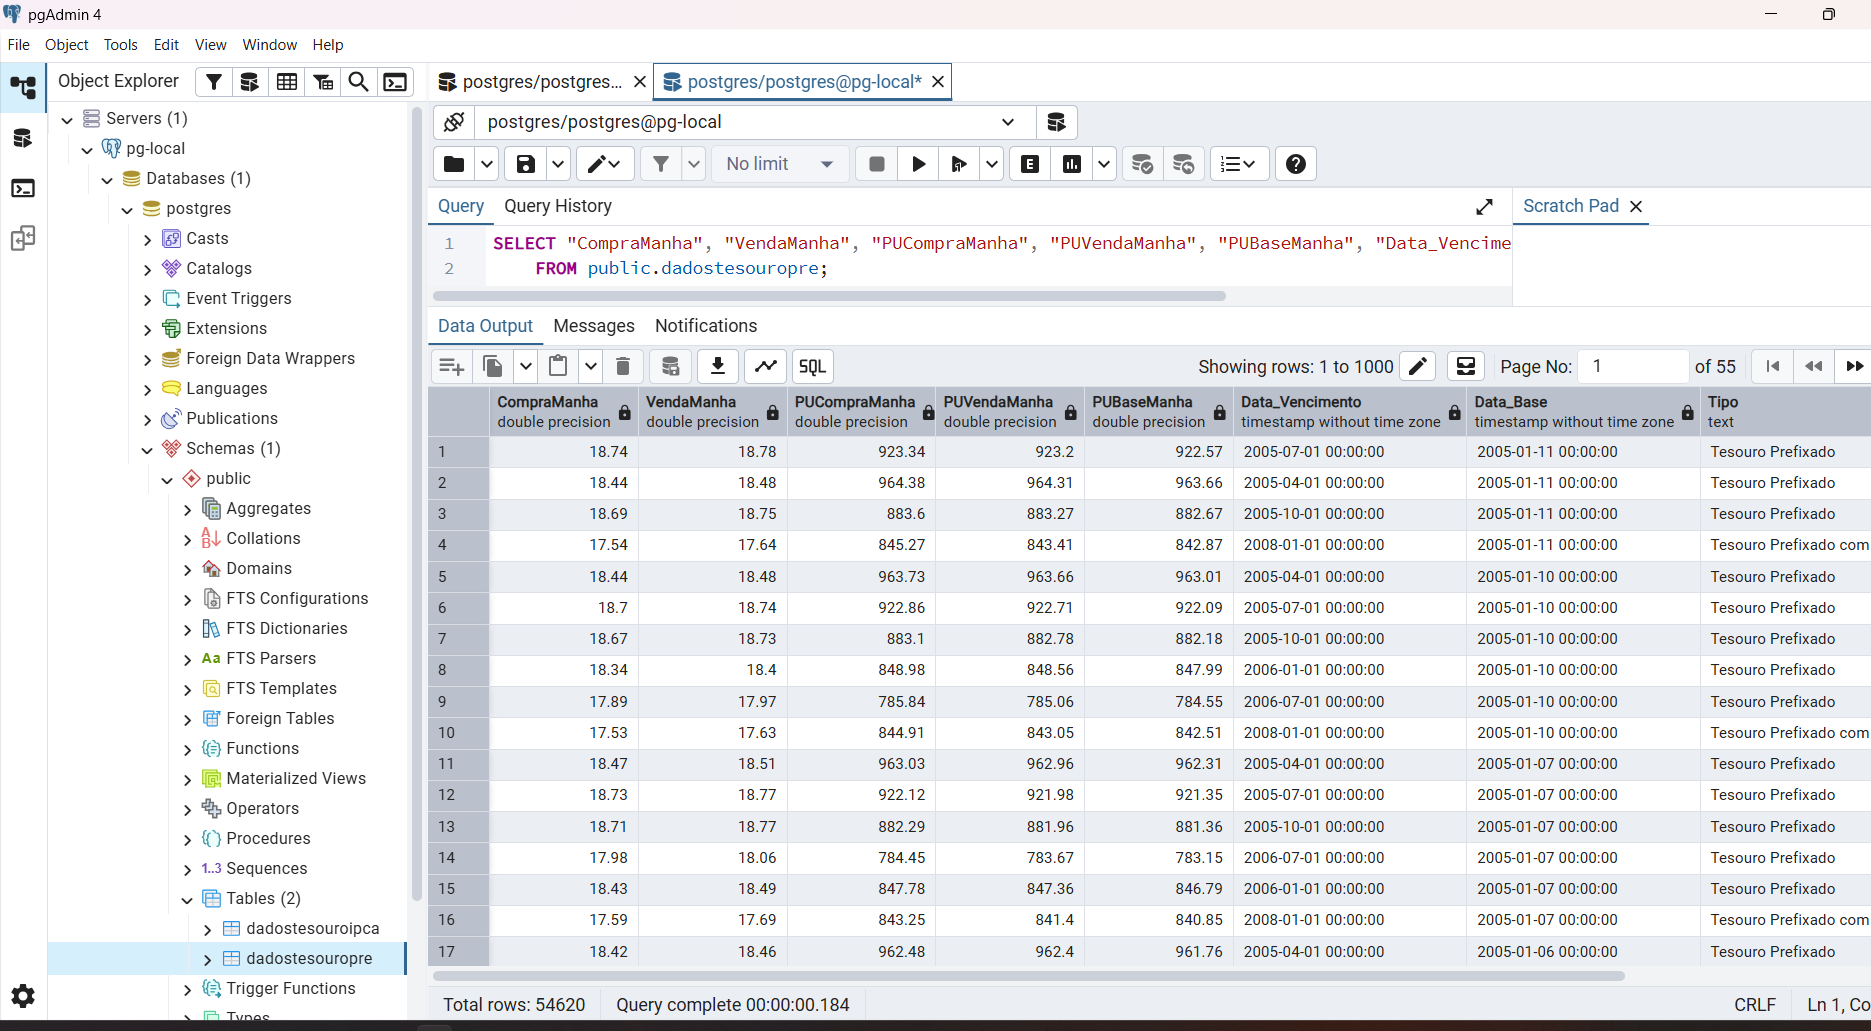 pgAdmin 4
File Object Tools Edit View Window Help
Object Explorer
Servers (1)
pg-local
Databases (1)
postgres
Casts
Catalogs
Event Triggers
Extensions
Foreign Data Wrappers
Languages
Publications
Schemas (1)
public
Aggregates
Collations
Domains
FTS Configurations
FTS Dictionaries
Aa FTS Parsers
FTS Templates
Foreign Tables
Functions
Materialized Views
Operators
Procedures
1..3 Sequences
Tables (2)
dadostesouroipca
dadostesouropre
Trigger Functions
Types
postgres/postgres... postgres/postgres@pg-local*
postgres/postgres@pg-local
No limit E
Query Query History Scratch Pad
1 SELECT "CompraManha", "VendaManha", "PUCompraManha", "PUVendaManha", "PUBaseManha", "Data_Vencime
2 FROM public.dadostesouropre;
Data Output Messages Notifications
SQL Showing rows: 1 to 1000 Page No: 1 of 55
CompraManha VendaManha PUCompraManha PUVendaManha PUBaseManha Data_Vencimento Data_Base Tipo
double precision double precision double precision double precision double precision timestamp without time zone timestamp without time zone text
1 18.74 18.78 923.34 923.2 922.57 2005-07-01 00:00:00 2005-01-11 00:00:00 Tesouro Prefixado
2 18.44 18.48 964.38 964.31 963.66 2005-04-01 00:00:00 2005-01-11 00:00:00 Tesouro Prefixado
3 18.69 18.75 883.6 883.27 882.67 2005-10-01 00:00:00 2005-01-11 00:00:00 Tesouro Prefixado
4 17.54 17.64 845.27 843.41 842.87 2008-01-01 00:00:00 2005-01-11 00:00:00 Tesouro Prefixado com
5 18.44 18.48 963.73 963.66 963.01 2005-04-01 00:00:00 2005-01-10 00:00:00 Tesouro Prefixado
6 18.7 18.74 922.86 922.71 922.09 2005-07-01 00:00:00 2005-01-10 00:00:00 Tesouro Prefixado
7 18.67 18.73 883.1 882.78 882.18 2005-10-01 00:00:00 2005-01-10 00:00:00 Tesouro Prefixado
8 18.34 18.4 848.98 848.56 847.99 2006-01-01 00:00:00 2005-01-10 00:00:00 Tesouro Prefixado
9 17.89 17.97 785.84 785.06 784.55 2006-07-01 00:00:00 2005-01-10 00:00:00 Tesouro Prefixado
10 17.53 17.63 844.91 843.05 842.51 2008-01-01 00:00:00 2005-01-10 00:00:00 Tesouro Prefixado com
11 18.47 18.51 963.03 962.96 962.31 2005-04-01 00:00:00 2005-01-07 00:00:00 Tesouro Prefixado
12 18.73 18.77 922.12 921.98 921.35 2005-07-01 00:00:00 2005-01-07 00:00:00 Tesouro Prefixado
13 18.71 18.77 882.29 881.96 881.36 2005-10-01 00:00:00 2005-01-07 00:00:00 Tesouro Prefixado
14 17.98 18.06 784.45 783.67 783.15 2006-07-01 00:00:00 2005-01-07 00:00:00 Tesouro Prefixado
15 18.43 18.49 847.78 847.36 846.79 2006-01-01 00:00:00 2005-01-07 00:00:00 Tesouro Prefixado
16 17.59 17.69 843.25 841.4 840.85 2008-01-01 00:00:00 2005-01-07 00:00:00 Tesouro Prefixado com
17 18.42 18.46 962.48 962.4 961.76 2005-04-01 00:00:00 2005-01-06 00:00:00 Tesouro Prefixado
Total rows: 54620 Query complete 00:00:00.184 CRLF Ln 1, Co